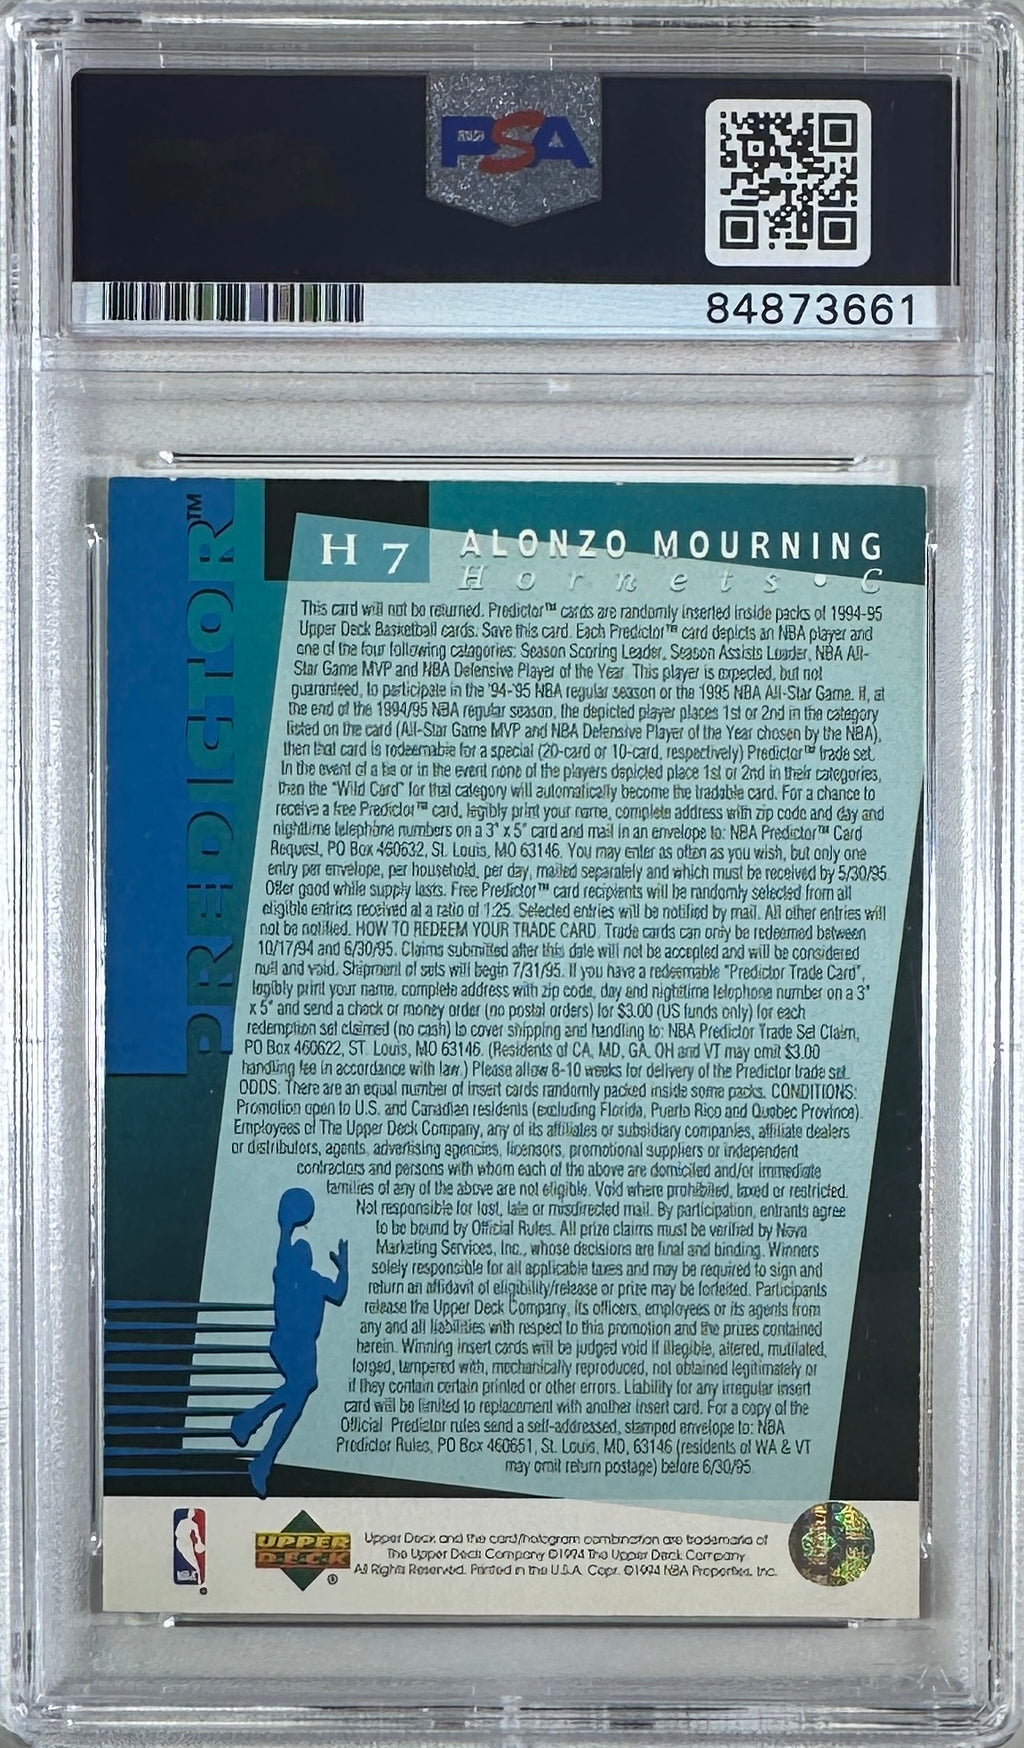 PSA
84873661
PREDICTOR™
H 7
ALONZO MOURNING
Hornets • C
This card will not be returned. Predictor™ cards are randomly inserted inside packs of 1994-95
Upper Deck Basketball cards. Save this card. Each Predictor™ card depicts an NBA player and
one of the four following catagories: Season Scoring Leader, Season Assists Leader, NBA All-
Star Game MVP and NBA Defensive Player of the Year. This player is expected, but not
guaranteed, to participate in the '94-'95 NBA regular season or the 1995 NBA All-Star Game. If, at
the end of the 1994/95 NBA regular season, the depicted player places 1st or 2nd in the category
listed on the card (All-Star Game MVP and NBA Defensive Player of the Year chosen by the NBA),
then that card is redeemable for a special (20-card or 10-card, respectively) Predictor™ trade set.
In the event of a tie or in the event none of the players depicted place 1st or 2nd in their categories,
then the "Wild Card" for that category will automatically become the tradable card. For a chance to
receive a free Predictor™ card, legibly print your name, complete address with zip code and day and
nighttime telephone numbers on a 3" x 5" card and mail in an envelope to: NBA Predictor™ Card
Request, PO Box 460632, St. Louis, MO 63146. You may enter as often as you wish, but only one
entry per envelope, per household, per day, mailed separately and which must be received by 5/30/95.
Offer good while supply lasts. Free Predictor™ card recipients will be randomly selected from all
eligible entries received at a ratio of 1:25. Selected entries will be notified by mail. All other entries will
not be notified. HOW TO REDEEM YOUR TRADE CARD. Trade cards can only be redeemed between
10/17/94 and 6/30/95. Claims submitted after this date will not be accepted and will be considered
null and void. Shipment of sets will begin 7/31/95. If you have a redeemable "Predictor Trade Card",
legibly print your name, complete address with zip code, day and nighttime telephone number on a 3"
x 5" and send a check or money order (no postal orders) for $3.00 (US funds only) for each
redemption set claimed (no cash) to cover shipping and handling to: NBA Predictor Trade Set Claim,
PO Box 460622, ST. Louis, MO 63146. (Residents of CA, MD, GA, OH and VT may omit $3.00
handling fee in accordance with law.) Please allow 8-10 weeks for delivery of the Predictor trade set.
ODDS: There are an equal number of insert cards randomly packed inside some packs. CONDITIONS:
Promotion open to U.S. and Canadian residents (excluding Florida, Puerto Rico and Quebec Province).
Employees of The Upper Deck Company, any of its affiliates or subsidiary companies, affiliate dealers
or distributors, agents, advertising agencies, licensors, promotional suppliers or independent
contractors and persons with whom each of the above are domiciled and/or immediate
families of any of the above are not eligible. Void where prohibited, taxed or restricted.
Not responsible for lost, late or misdirected mail. By participation, entrants agree
to be bound by Official Rules. All prize claims must be verified by Nova
Marketing Services, Inc., whose decisions are final and binding. Winners
solely responsible for all applicable taxes and may be required to sign and
return an affidavit of eligibility/release or prize may be forfeited. Participants
release the Upper Deck Company, its officers, employees or its agents from
any and all liabilities with respect to this promotion and the prizes contained
herein. Winning insert cards will be judged void if illegible, altered, mutilated,
forged, tampered with, mechanically reproduced, not obtained legitimately or
if they contain certain printed or other errors. Liability for any irregular insert
card will be limited to replacement with another insert card. For a copy of the
Official Predictor rules send a self-addressed, stamped envelope to: NBA
Predictor Rules, PO Box 460651, St. Louis, MO, 63146 (residents of WA & VT
may omit return postage) before 6/30/95.
UPPER
DECK
®
Upper Deck and the card/hologram combination are trademarks of
The Upper Deck Company ©1994 The Upper Deck Company
All Rights Reserved. Printed in the U.S.A. Copr. ©1994 NBA Properties, Inc.